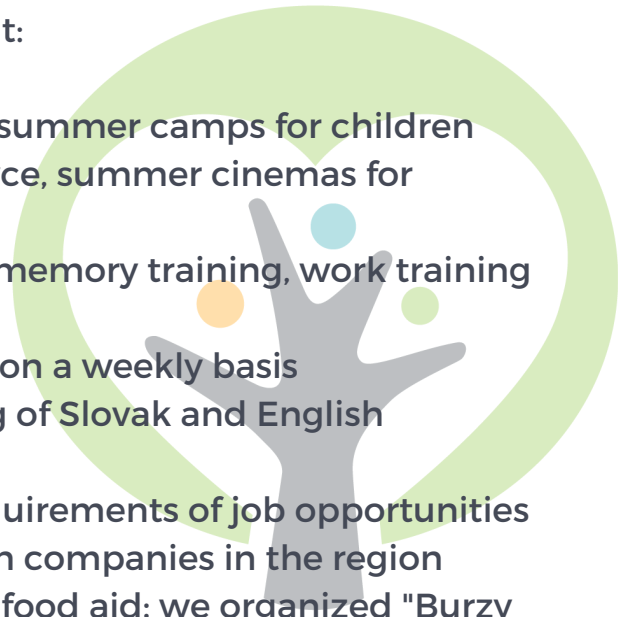 t:
summer camps for children
ce, summer cinemas for
memory training, work training
on a weekly basis
g of Slovak and English
uirements of job opportunities
n companies in the region
food aid: we organized "Burzy